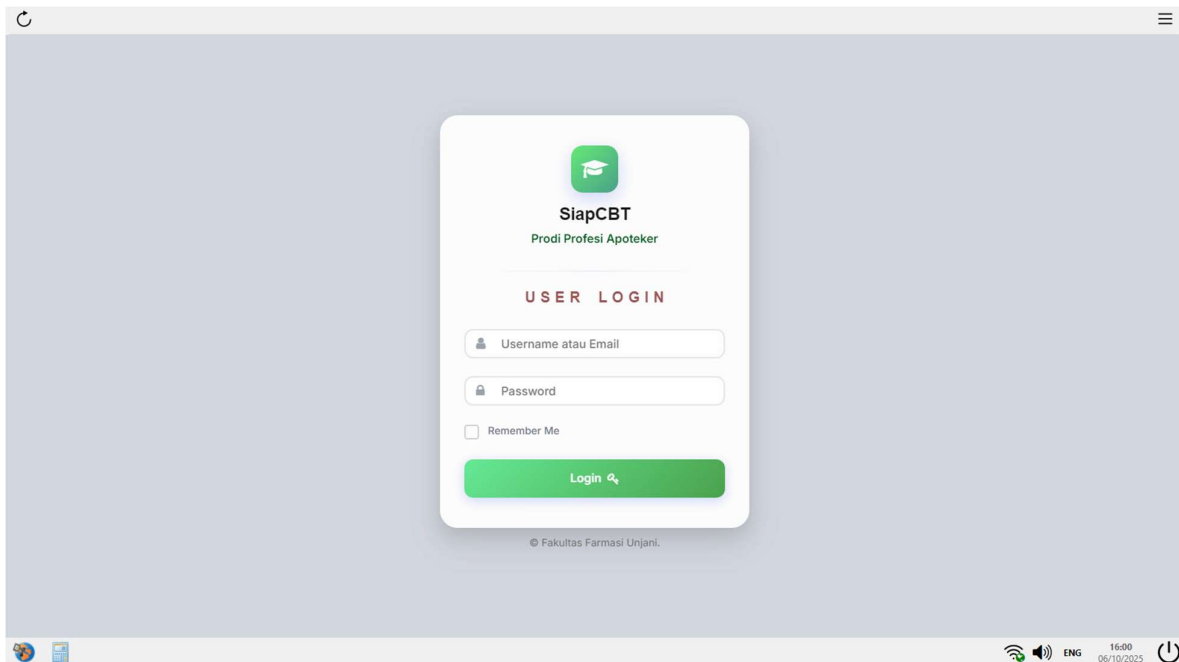 SiapCBT
Prodi Profesi Apoteker
USER LOGIN
Username atau Email
Password
Remember Me
Login
© Fakultas Farmasi Unjani.
ENG
16:00
06/10/2025